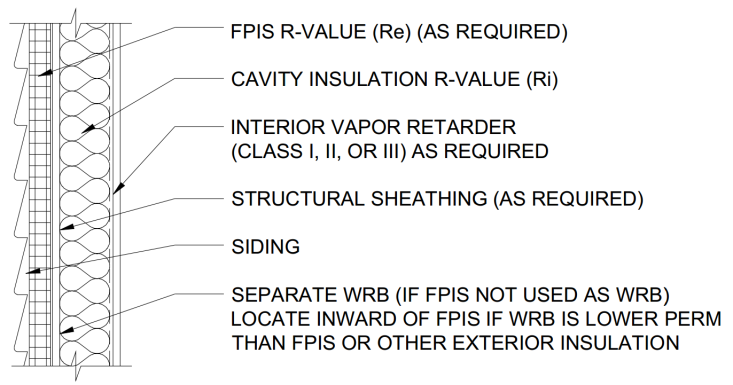 FPIS R-VALUE (Re) (AS REQUIRED)
CAVITY INSULATION R-VALUE (Ri)
INTERIOR VAPOR RETARDER
(CLASS I, II, OR III) AS REQUIRED
STRUCTURAL SHEATHING (AS REQUIRED)
SIDING
SEPARATE WRB (IF FPIS NOT USED AS WRB)
LOCATE INWARD OF FPIS IF WRB IS LOWER PERM
THAN FPIS OR OTHER EXTERIOR INSULATION